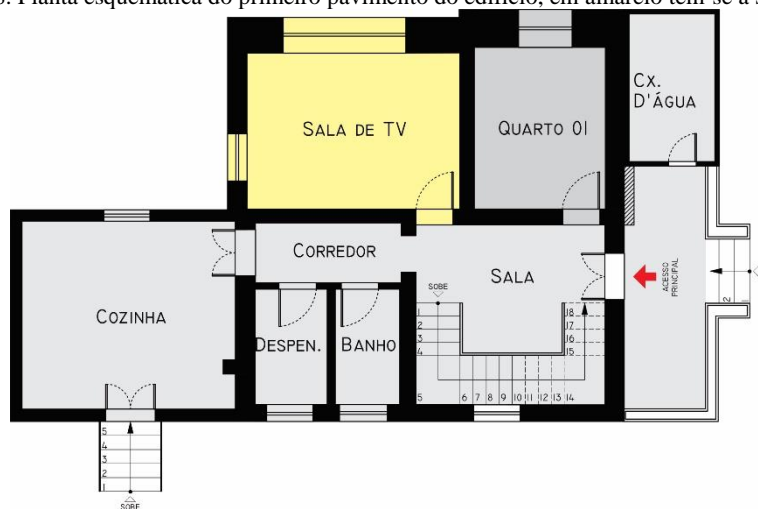 . Planta esquemática do primeiro pavimento do edifício, em amarelo tem-se a
CX.
D'ÁGUA
SALA DE TV
QUARTO 01
CORREDOR
SALA
ACESSO
PRINCIPAL
2
1
COZINHA
DESPEN.
BANHO
SOBE
1
2
3
4
5
6 7 8 9 10 11 12 13 14
15
16
17
18
5
4
3
2
1
SOBE